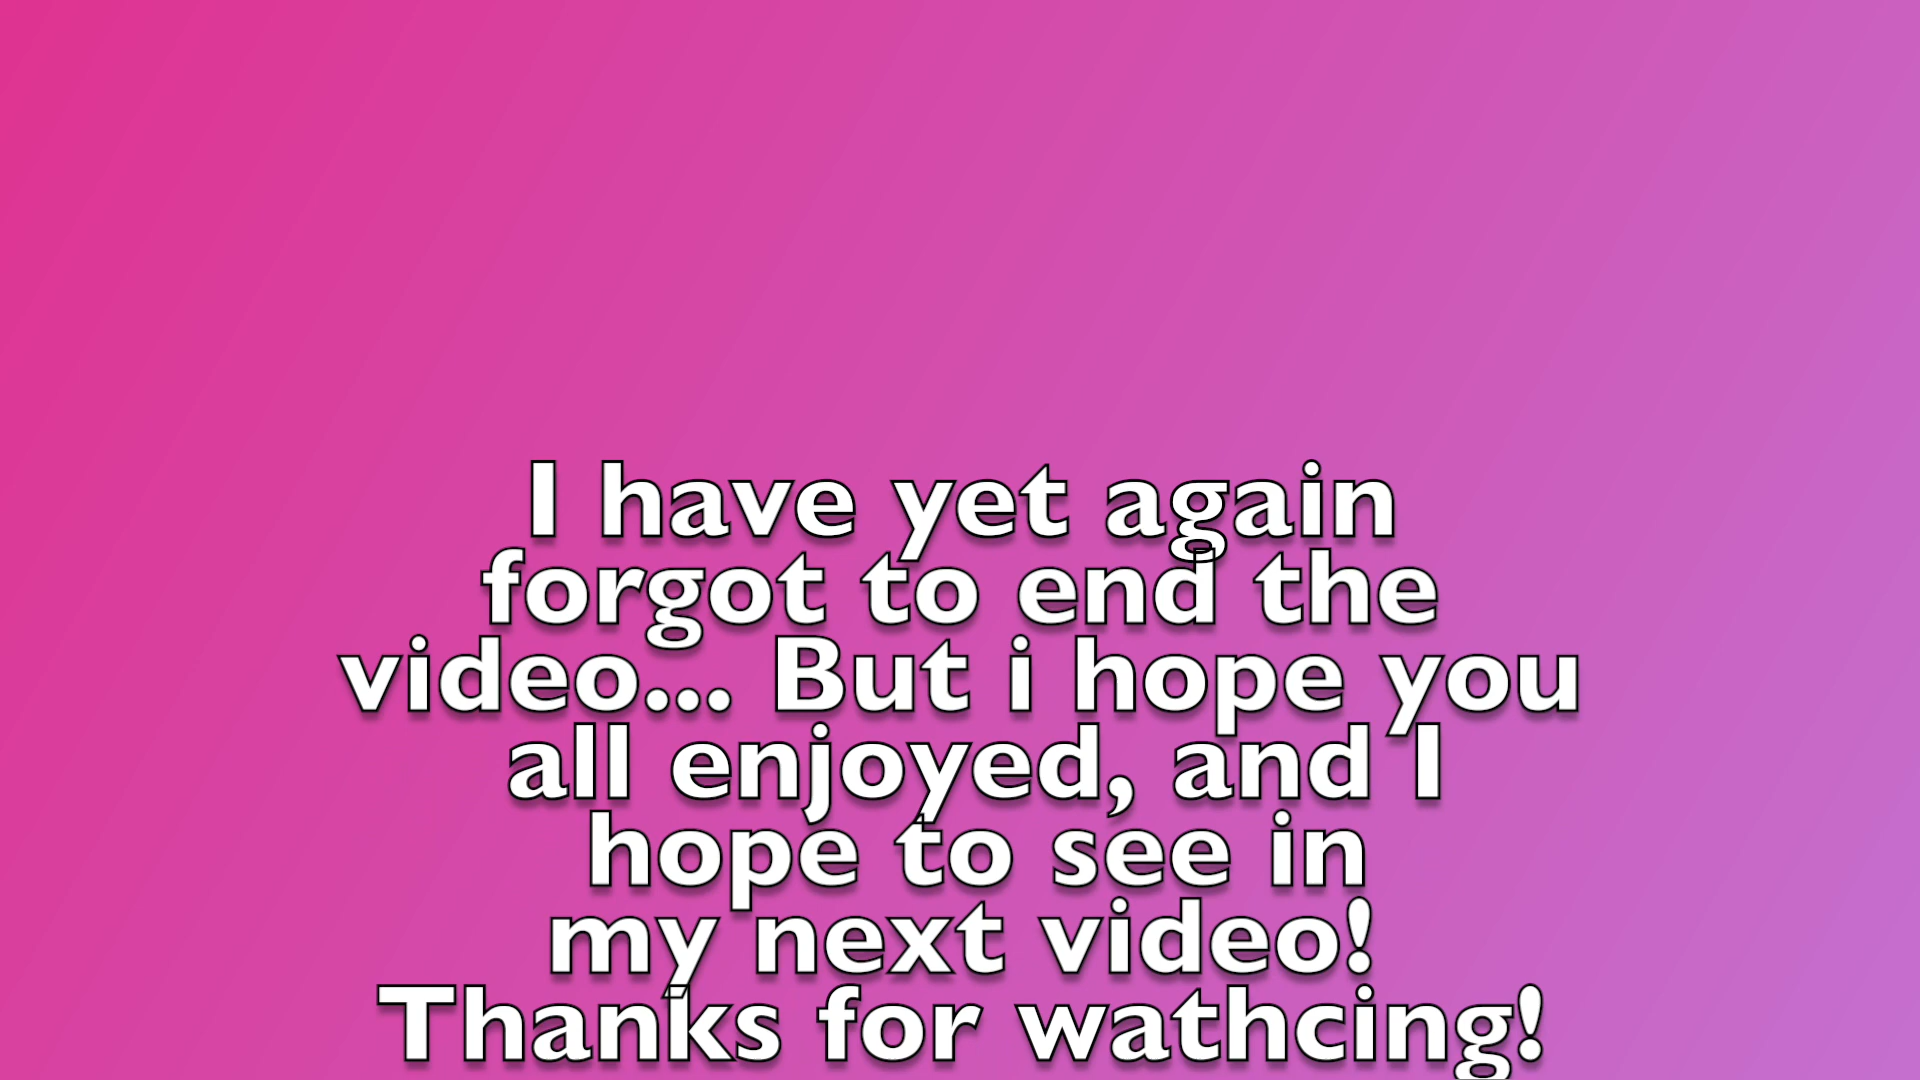 I have yet again
forgot to end the
video... But i hope you
all enjoyed, and I
hope to see in
my next video!
Thanks for wathcing!